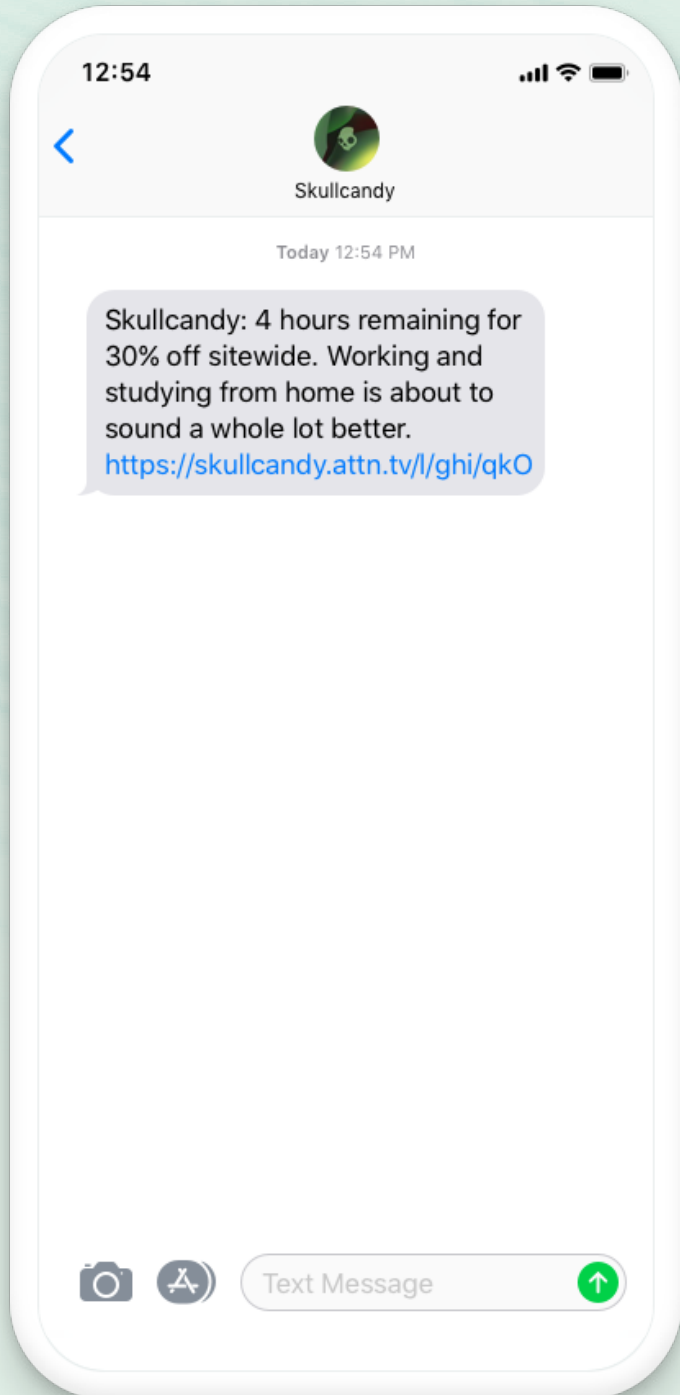 12:54
Skullcandy
Today 12:54 PM
Skullcandy: 4 hours remaining for
30% off sitewide. Working and
studying from home is about to
sound a whole lot better.
https://skullcandy.attn.tv/l/ghi/qkO
Text Message